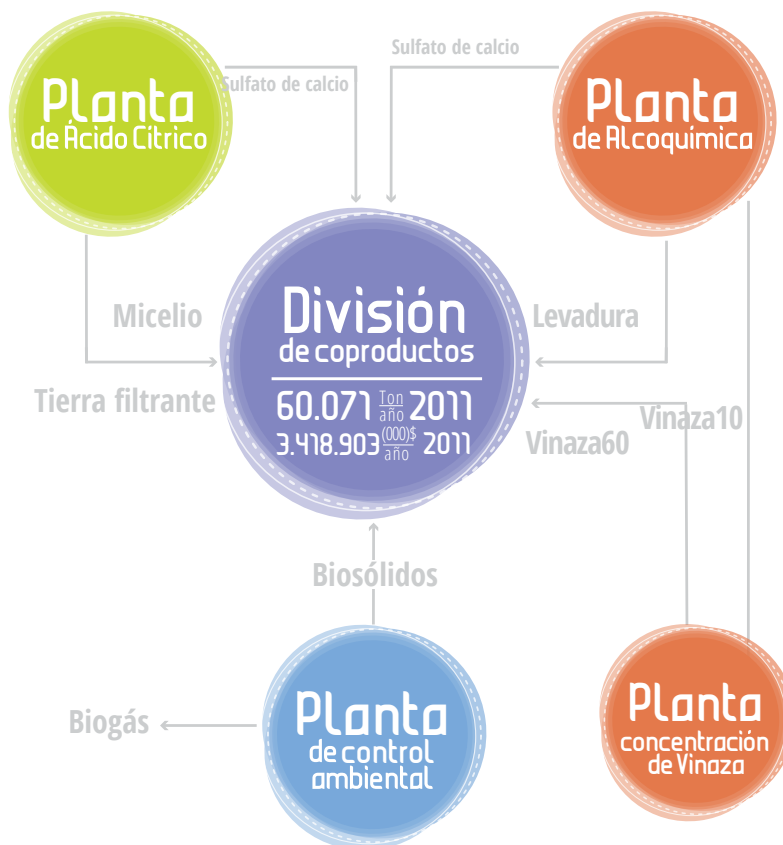 Sulfato de calcio
Sulfato de calcio
Planta
de Ácido Cítrico
Planta
de Alcoquímica
Micelio
Tierra filtrante
División
de coproductos
60.071 Ton año 2011
3.418.903 (000)$ año 2011
Levadura
Vinaza10
Vinaza60
Biosólidos
Biogás
Planta
de control
ambiental
Planta
concentración
de Vinaza